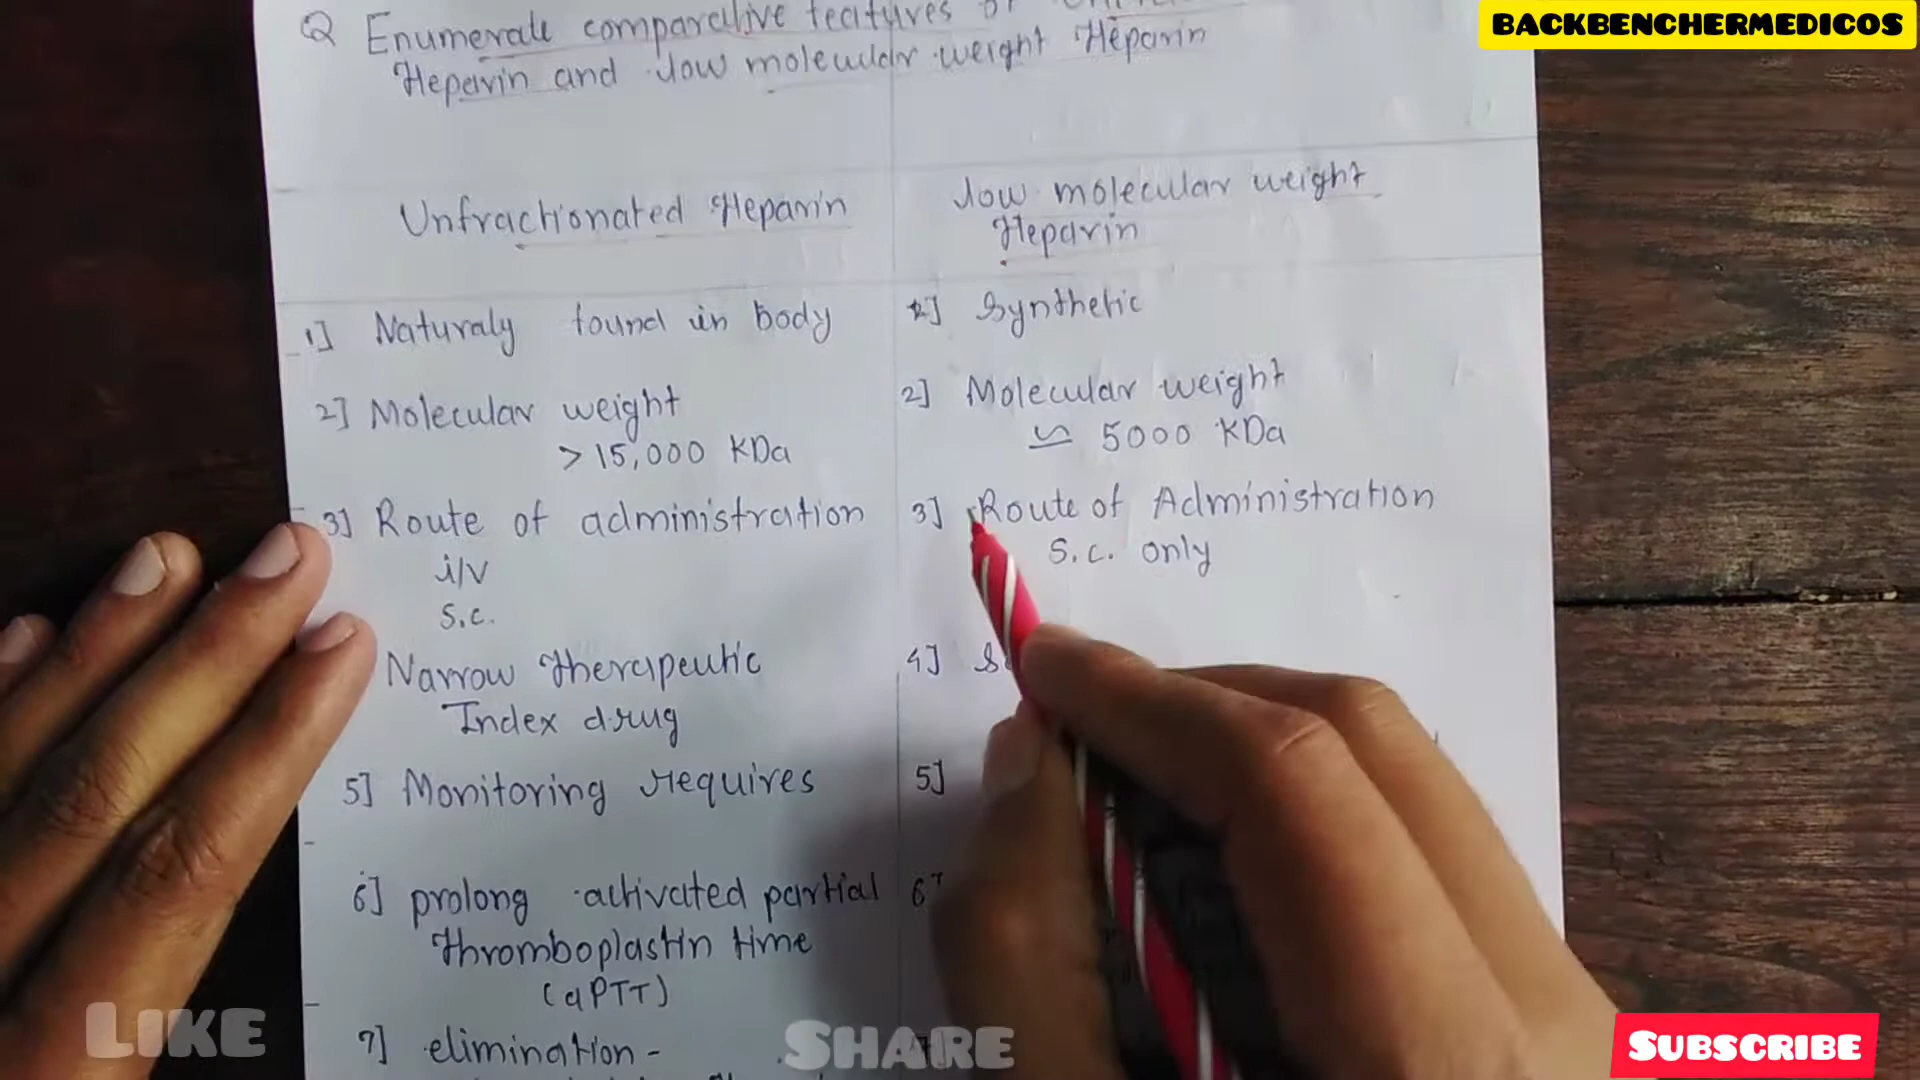 BACKBENCHERMEDICOS
Q Enumerate comparative features of
Heparin and low molecular weight Heparin
Unfractionated Heparin
low molecular weight
Heparin
1] Naturaly found in body
1] Synthetic
2] Molecular weight
> 15,000 KDa
2] Molecular weight
≃ 5000 KDa
3] Route of administration
i/v
s.c.
3] Route of Administration
s.c. only
Narrow Therapeutic
Index drug
4]
5] Monitoring requires
5]
6] prolong activated partial
Thromboplastin time
(aPTT)
6]
7] elimination -
LIKE
SHARE
SUBSCRIBE